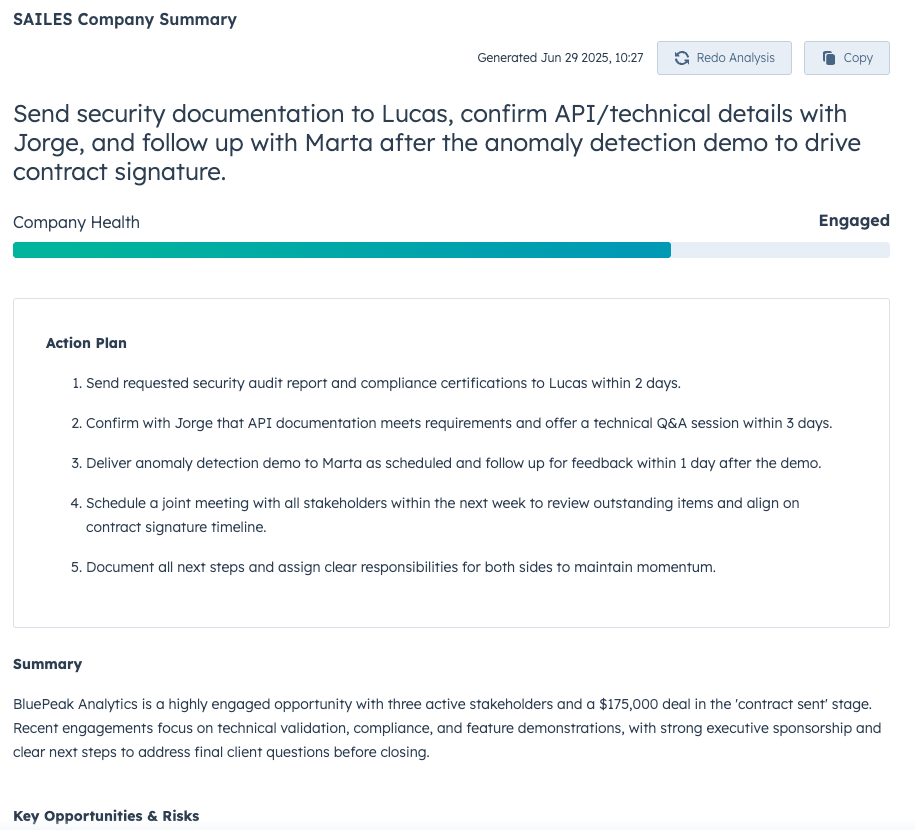 SAILES Company Summary
Generated Jun 29 2025, 10:27
Redo Analysis
Copy
Send security documentation to Lucas, confirm API/technical details with
Jorge, and follow up with Marta after the anomaly detection demo to drive
contract signature.
Company Health
Engaged
Action Plan
1. Send requested security audit report and compliance certifications to Lucas within 2 days.
2. Confirm with Jorge that API documentation meets requirements and offer a technical Q&A session within 3 days.
3. Deliver anomaly detection demo to Marta as scheduled and follow up for feedback within 1 day after the demo.
4. Schedule a joint meeting with all stakeholders within the next week to review outstanding items and align on
contract signature timeline.
5. Document all next steps and assign clear responsibilities for both sides to maintain momentum.
Summary
BluePeak Analytics is a highly engaged opportunity with three active stakeholders and a $175,000 deal in the 'contract sent' stage.
Recent engagements focus on technical validation, compliance, and feature demonstrations, with strong executive sponsorship and
clear next steps to address final client questions before closing.
Key Opportunities & Risks